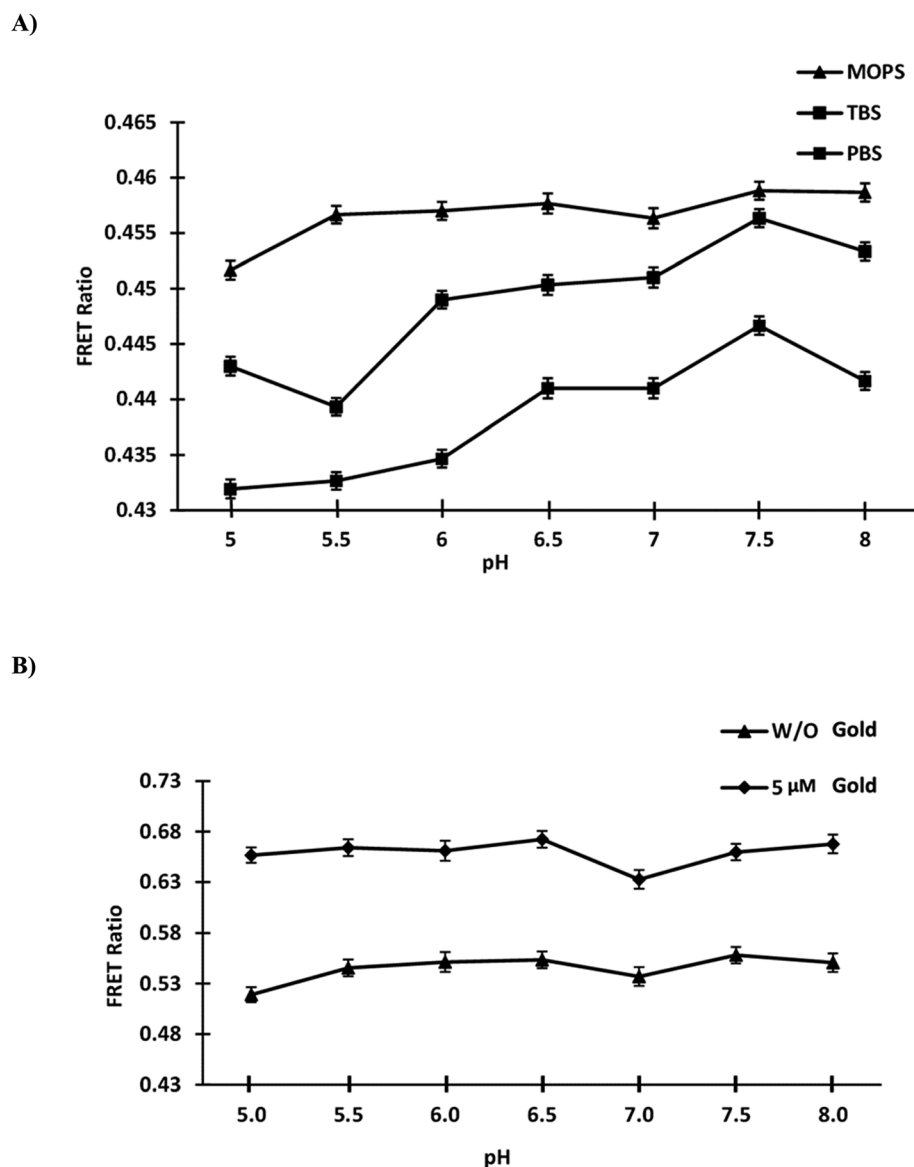 A)
MOPS
TBS
PBS
0.465
0.46
0.455
0.45
0.445
0.44
0.435
0.43
FRET Ratio
5 5.5 6 6.5 7 7.5 8
pH
B)
W/O Gold
5 µM Gold
0.73
0.68
0.63
0.58
0.53
0.48
0.43
FRET Ratio
5.0 5.5 6.0 6.5 7.0 7.5 8.0
pH